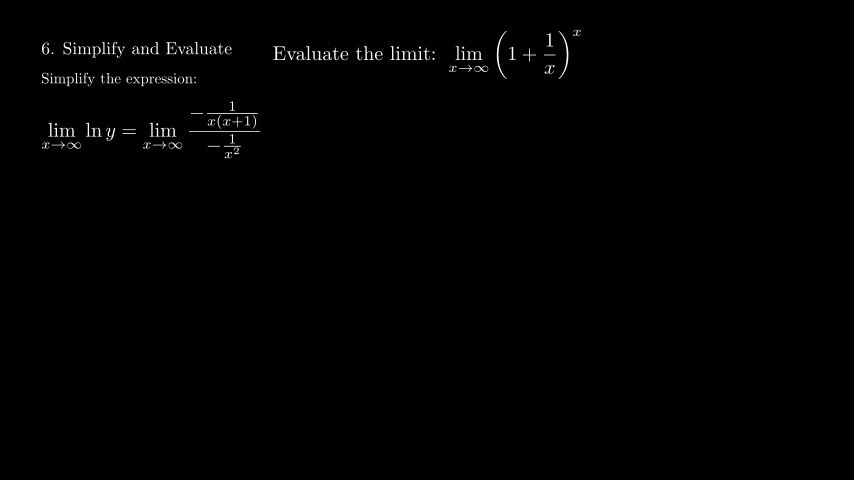 6. Simplify and Evaluate
Evaluate the limit: $\lim_{x \to \infty} \left(1 + \frac{1}{x}\right)^x$
Simplify the expression:
$\lim_{x \to \infty} \ln y = \lim_{x \to \infty} \frac{-\frac{1}{x(x+1)}}{-\frac{1}{x^2}}$